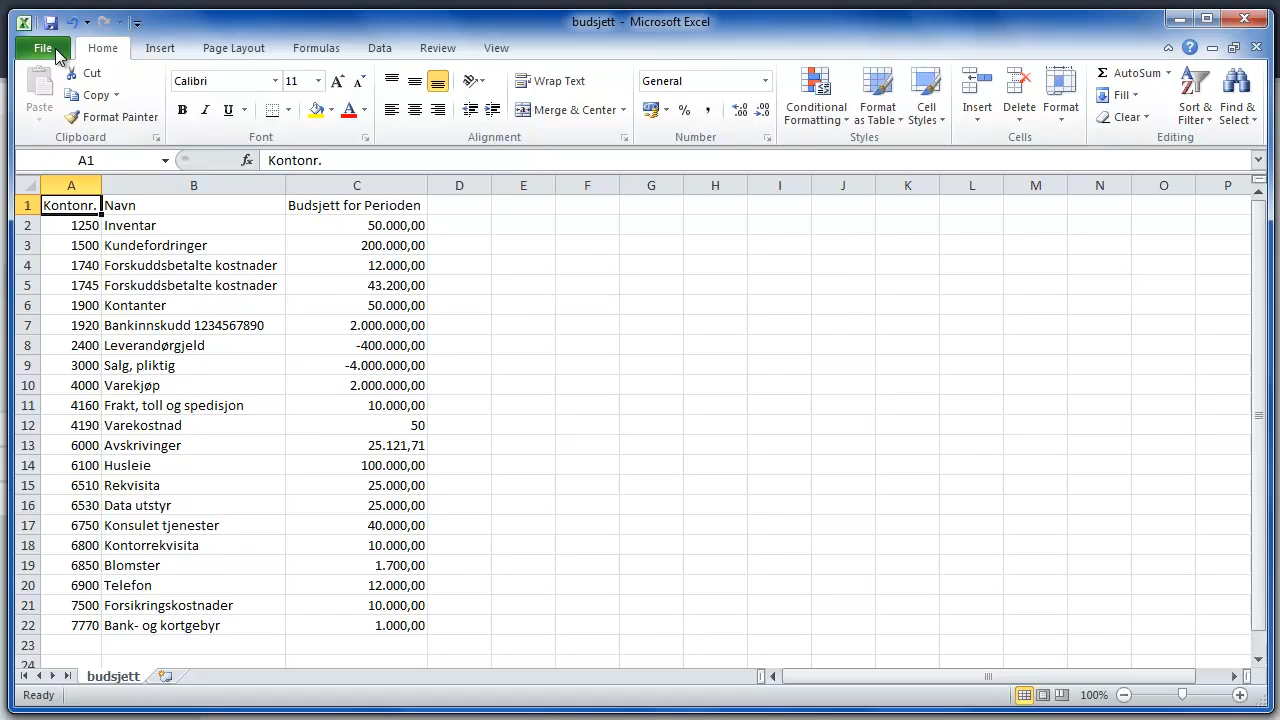 budsjett - Microsoft Excel
File Home Insert Page Layout Formulas Data Review View
Paste
Cut
Copy
Format Painter
Clipboard
Calibri 11
B I U A
Font
Wrap Text
Merge & Center
Alignment
General
% ,
Number
Conditional Formatting
Format as Table
Cell Styles
Styles
Insert
Delete
Format
Cells
Σ AutoSum
Fill
Clear
Sort & Filter
Find & Select
Editing
A1 fx Kontonr.
A B C D E F G H I J K L M N O P
1 Kontonr. Navn Budsjett for Perioden
2 1250 Inventar 50.000,00
3 1500 Kundefordringer 200.000,00
4 1740 Forskuddsbetalte kostnader 12.000,00
5 1745 Forskuddsbetalte kostnader 43.200,00
6 1900 Kontanter 50.000,00
7 1920 Bankinnskudd 1234567890 2.000.000,00
8 2400 Leverandørgjeld -400.000,00
9 3000 Salg, pliktig -4.000.000,00
10 4000 Varekjøp 2.000.000,00
11 4160 Frakt, toll og spedisjon 10.000,00
12 4190 Varekostnad 50
13 6000 Avskrivinger 25.121,71
14 6100 Husleie 100.000,00
15 6510 Rekvisita 25.000,00
16 6530 Data utstyr 25.000,00
17 6750 Konsulet tjenester 40.000,00
18 6800 Kontorrekvisita 10.000,00
19 6850 Blomster 1.700,00
20 6900 Telefon 12.000,00
21 7500 Forsikringskostnader 10.000,00
22 7770 Bank- og kortgebyr 1.000,00
23
24
budsjett
Ready 100%